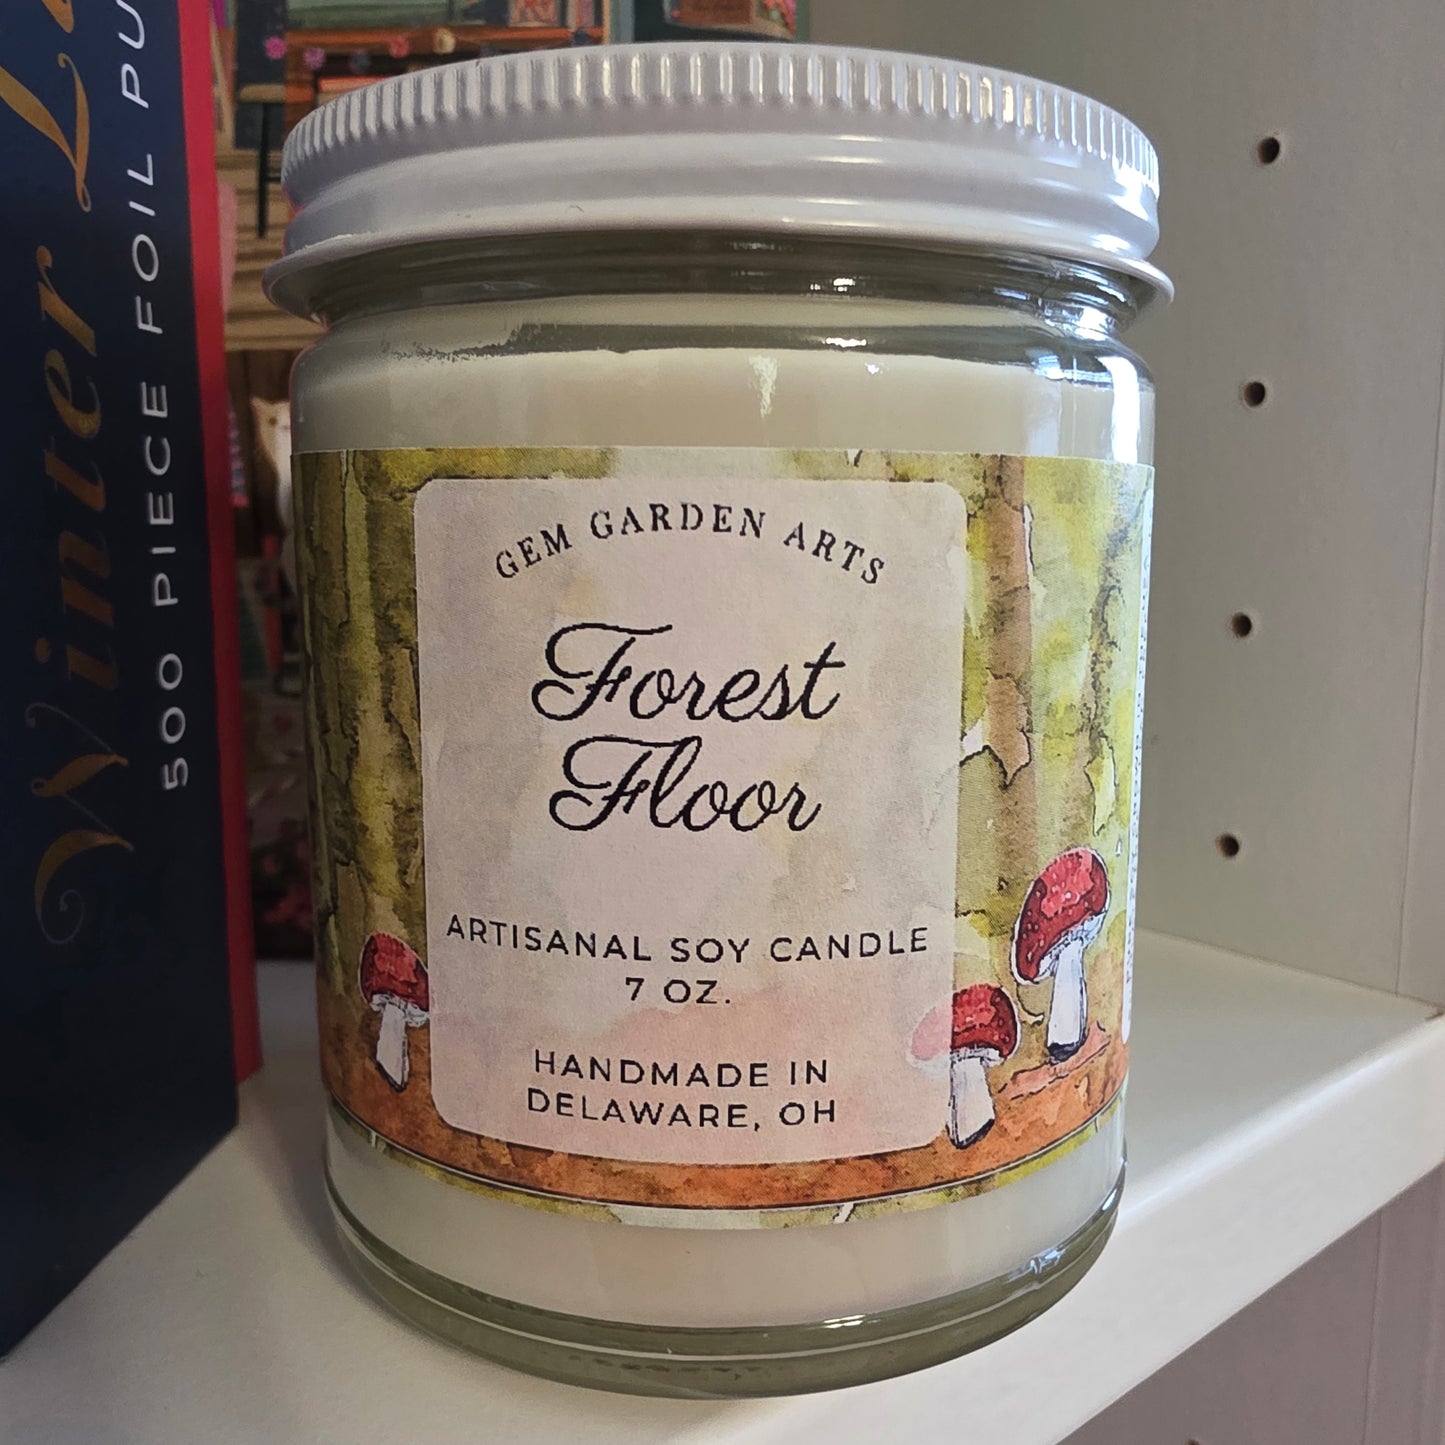 GEM GARDEN ARTS
Forest
Floor
ARTISANAL SOY CANDLE
7 OZ.
HANDMADE IN
DELAWARE, OH
Winter
500 PIECE FOIL